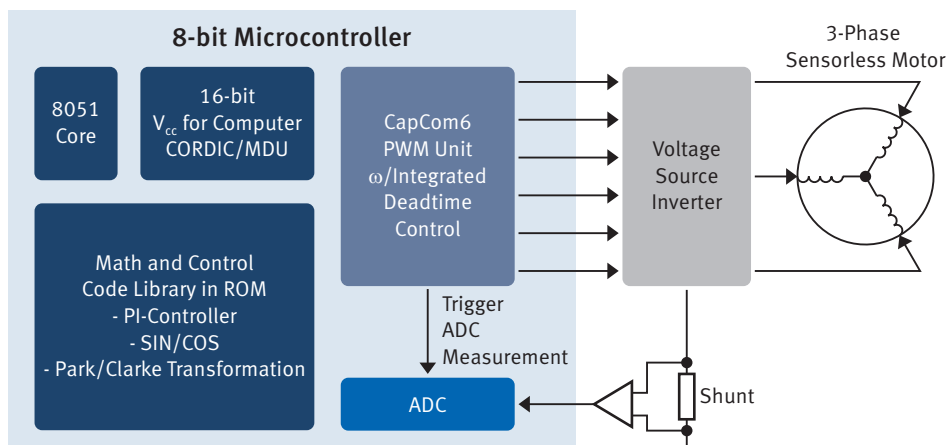 8-bit Microcontroller
8051
Core
16-bit
Vcc for Computer
CORDIC/MDU
CapCom6
PWM Unit
ω/Integrated
Deadtime
Control
Voltage
Source
Inverter
3-Phase
Sensorless Motor
Math and Control
Code Library in ROM
- PI-Controller
- SIN/COS
- Park/Clarke Transformation
Trigger
ADC
Measurement
ADC
Shunt